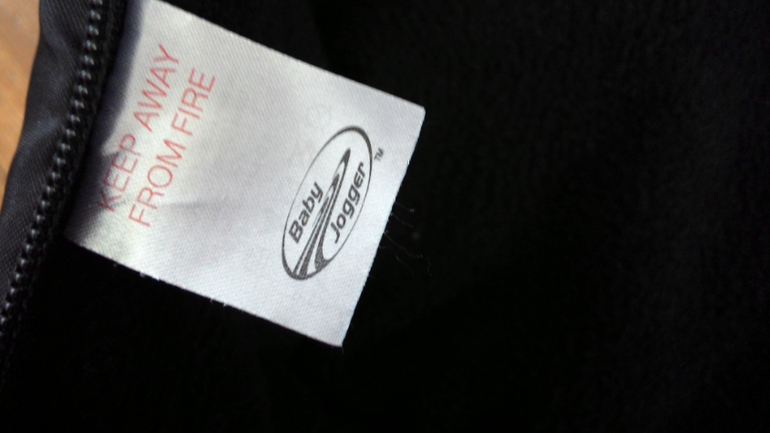 KEEP AWAY
FROM FIRE
Baby
Jogger
TM